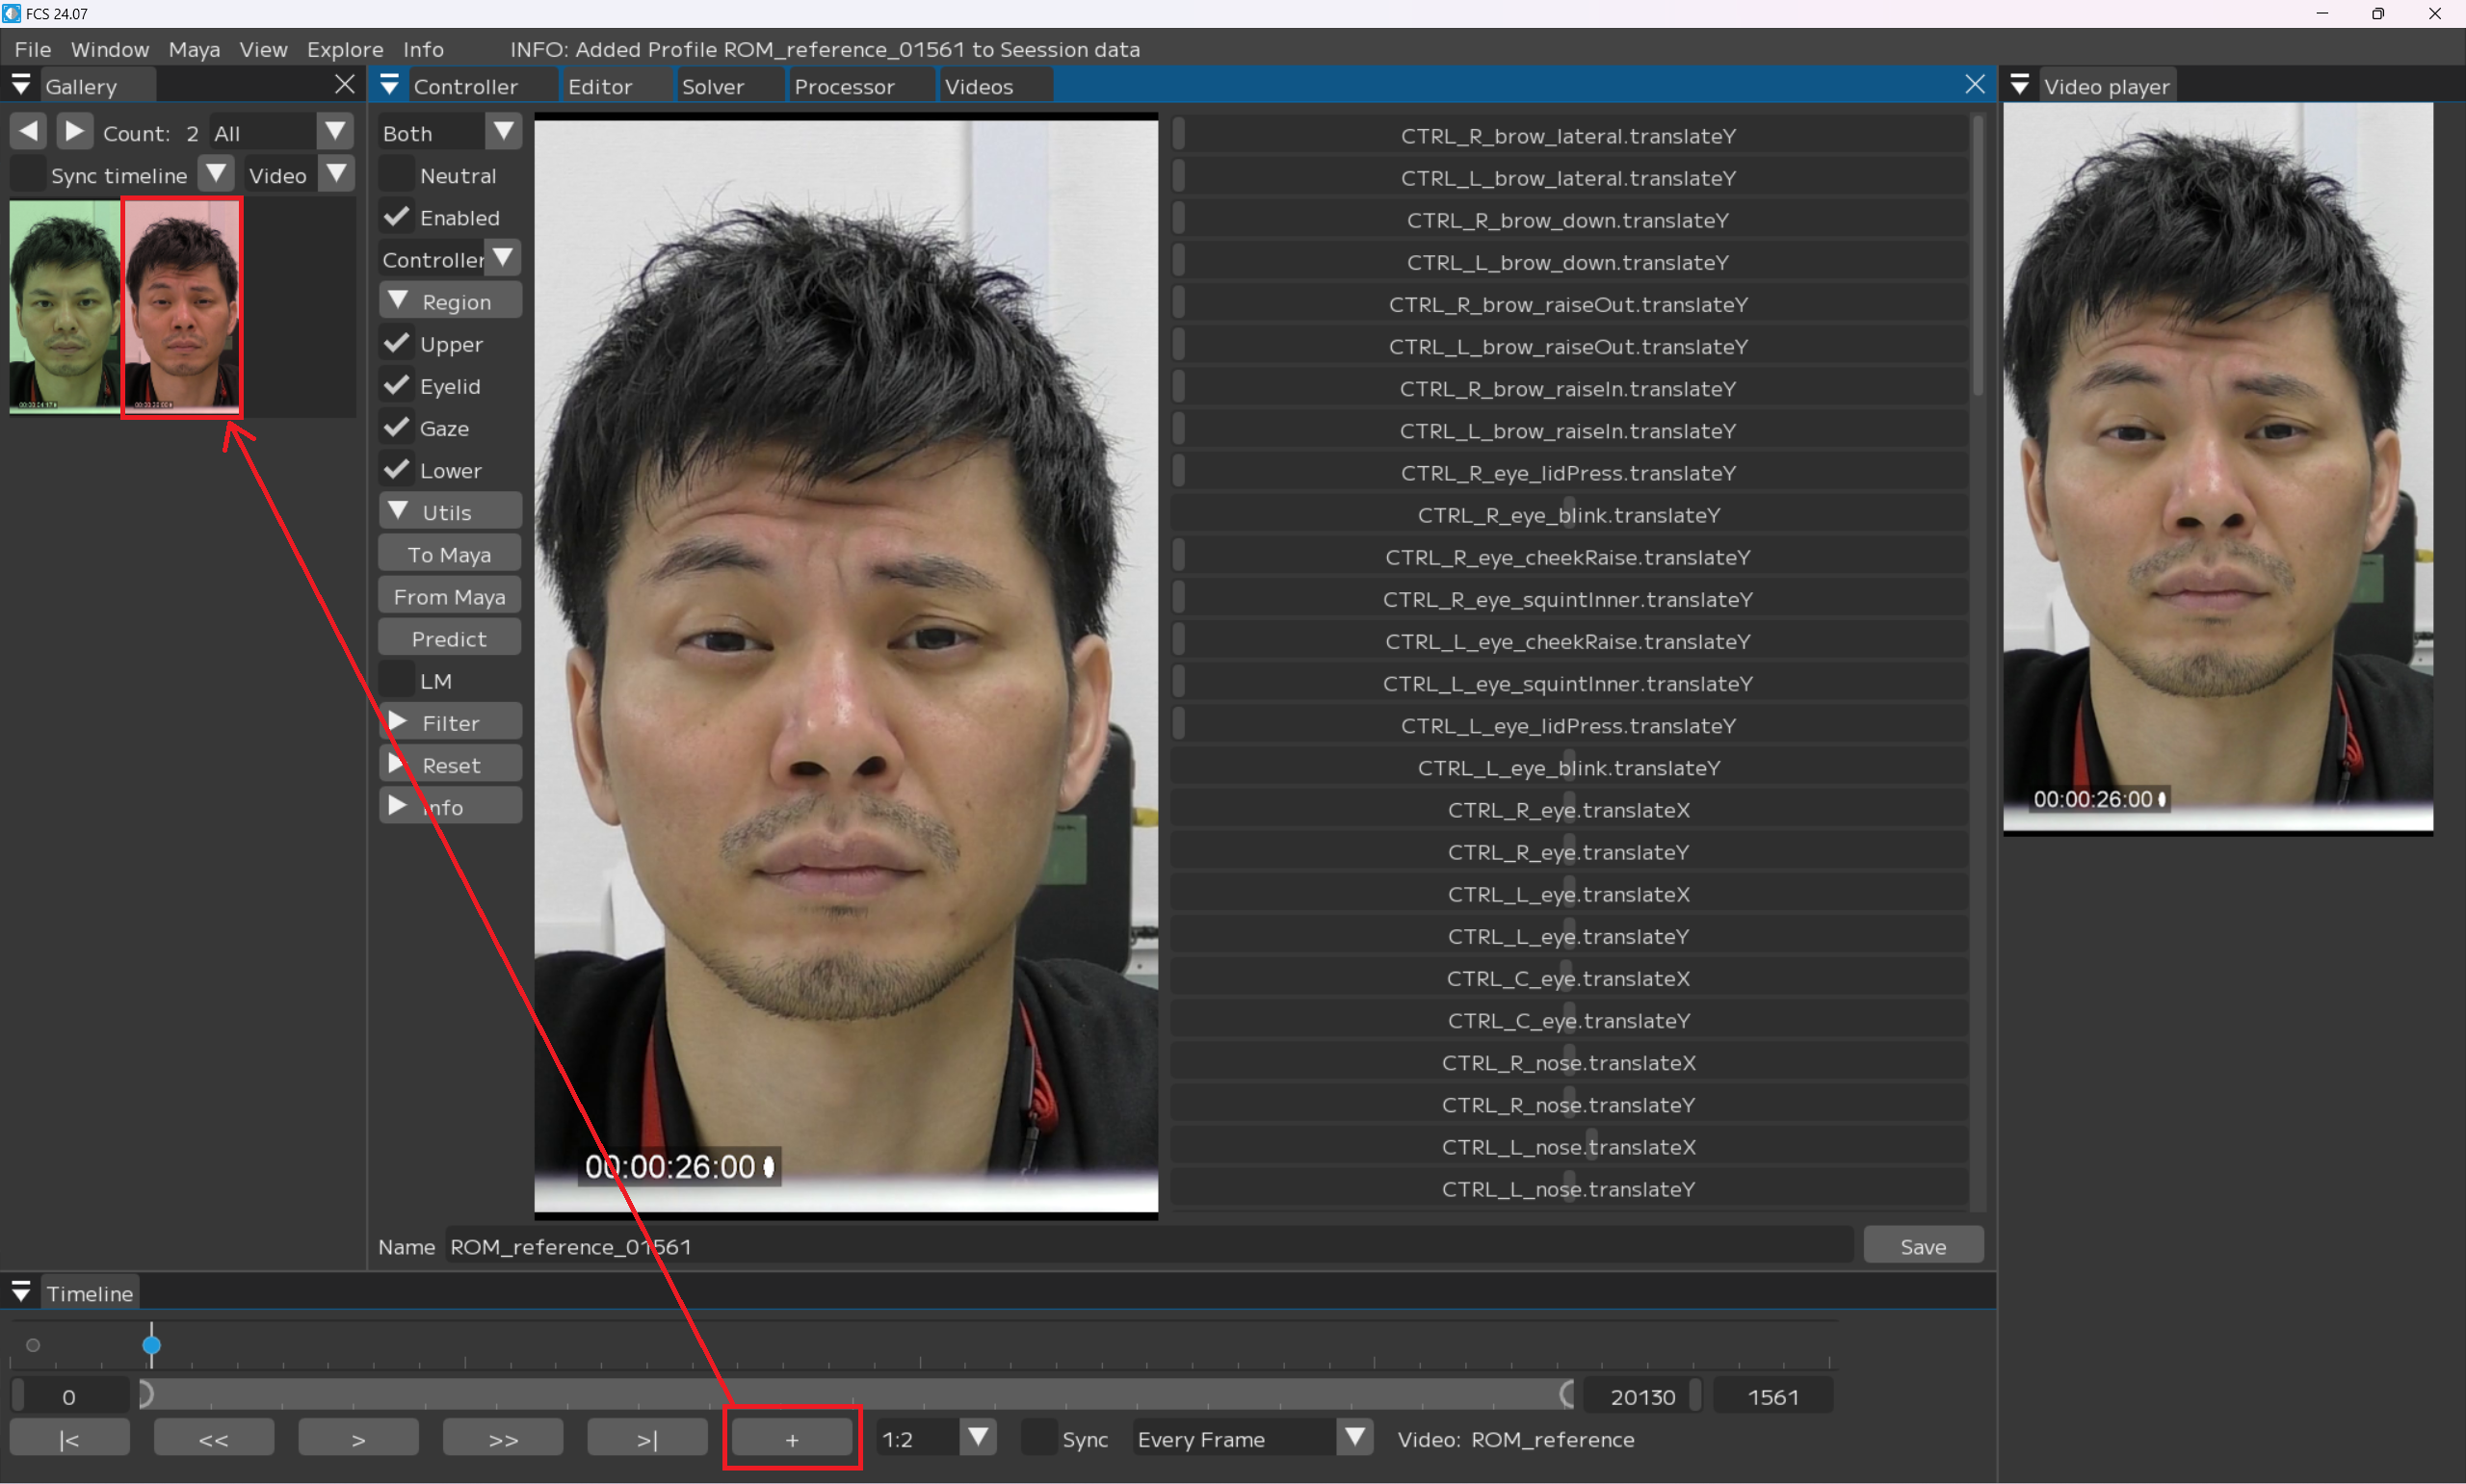 FCS 24.07
File Window Maya View Explore Info INFO: Added Profile ROM_reference_01561 to Seession data
Gallery
Count: 2 All
Sync timeline Video
Controller Editor Solver Processor Videos
Both
Neutral
Enabled
Controller
Region
Upper
Eyelid
Gaze
Lower
Utils
To Maya
From Maya
Predict
LM
Filter
Reset
Info
00:00:26:00
CTRL_R_brow_lateral.translateY
CTRL_L_brow_lateral.translateY
CTRL_R_brow_down.translateY
CTRL_L_brow_down.translateY
CTRL_R_brow_raiseOut.translateY
CTRL_L_brow_raiseOut.translateY
CTRL_R_brow_raiseIn.translateY
CTRL_L_brow_raiseIn.translateY
CTRL_R_eye_lidPress.translateY
CTRL_R_eye_blink.translateY
CTRL_R_eye_cheekRaise.translateY
CTRL_R_eye_squintInner.translateY
CTRL_L_eye_cheekRaise.translateY
CTRL_L_eye_squintInner.translateY
CTRL_L_eye_lidPress.translateY
CTRL_L_eye_blink.translateY
CTRL_R_eye.translateX
CTRL_R_eye.translateY
CTRL_L_eye.translateX
CTRL_L_eye.translateY
CTRL_C_eye.translateX
CTRL_C_eye.translateY
CTRL_R_nose.translateX
CTRL_R_nose.translateY
CTRL_L_nose.translateX
CTRL_L_nose.translateY
Name ROM_reference_01561 Save
Video player
00:00:26:00
Timeline
0 20130 1561
|< << > >> >| + 1:2 Sync Every Frame Video: ROM_reference